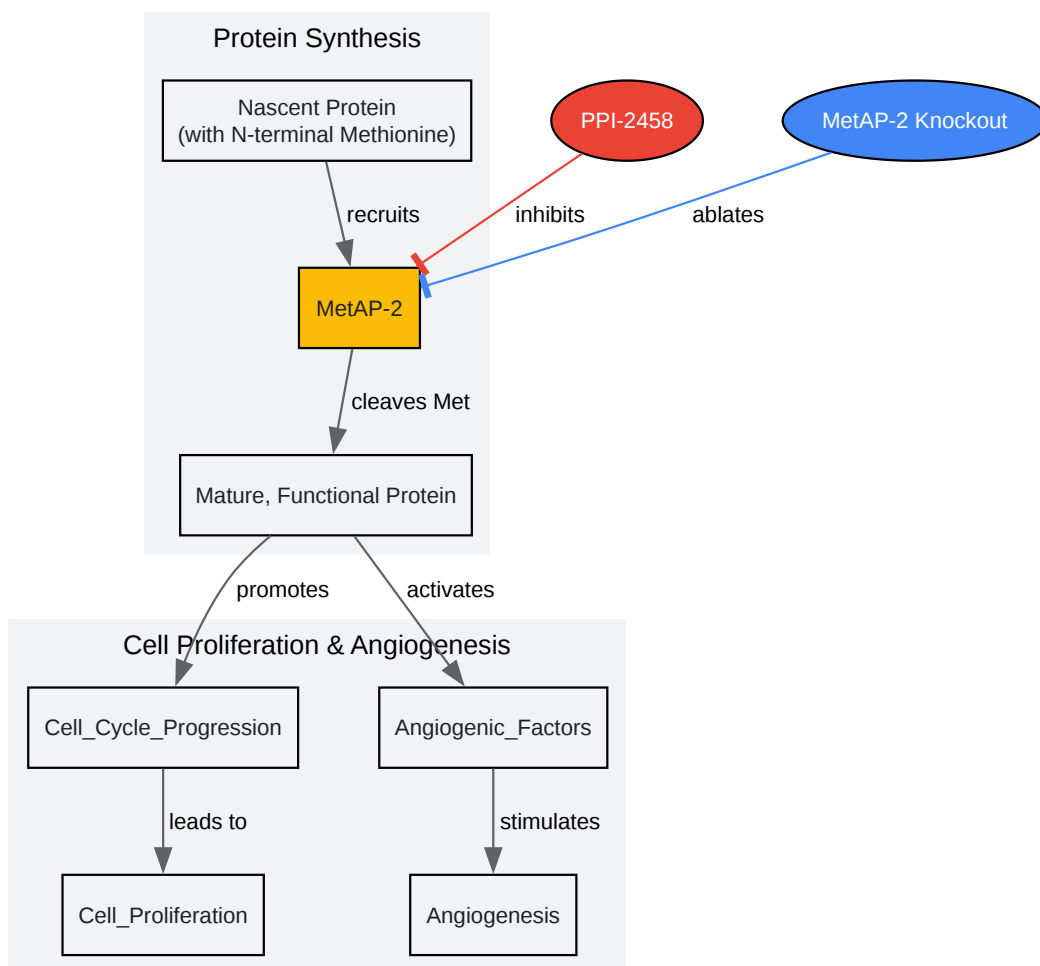 Protein Synthesis
Nascent Protein
(with N-terminal Methionine)
PPI-2458
MetAP-2 Knockout
recruits
inhibits
ablates
MetAP-2
cleaves Met
Mature, Functional Protein
promotes
activates
Cell Proliferation & Angiogenesis
Cell_Cycle_Progression
Angiogenic_Factors
leads to
stimulates
Cell_Proliferation
Angiogenesis